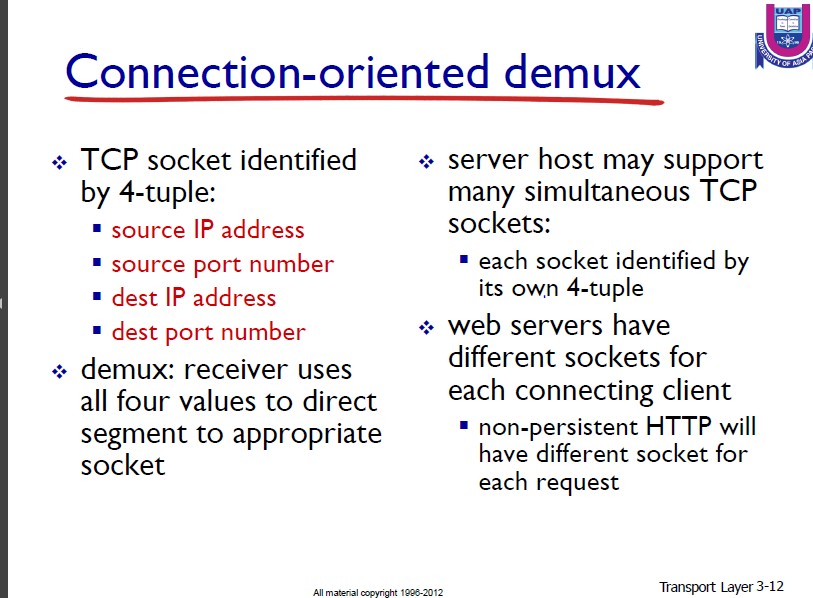 UAP
Connection-oriented demux
TCP socket identified
by 4-tuple:
source IP address
source port number
dest IP address
dest port number
demux: receiver uses
all four values to direct
segment to appropriate
socket
server host may support
many simultaneous TCP
sockets:
each socket identified by
its own 4-tuple
web servers have
different sockets for
each connecting client
non-persistent HTTP will
have different socket for
each request
All material copyright 1996-2012
Transport Layer 3-12